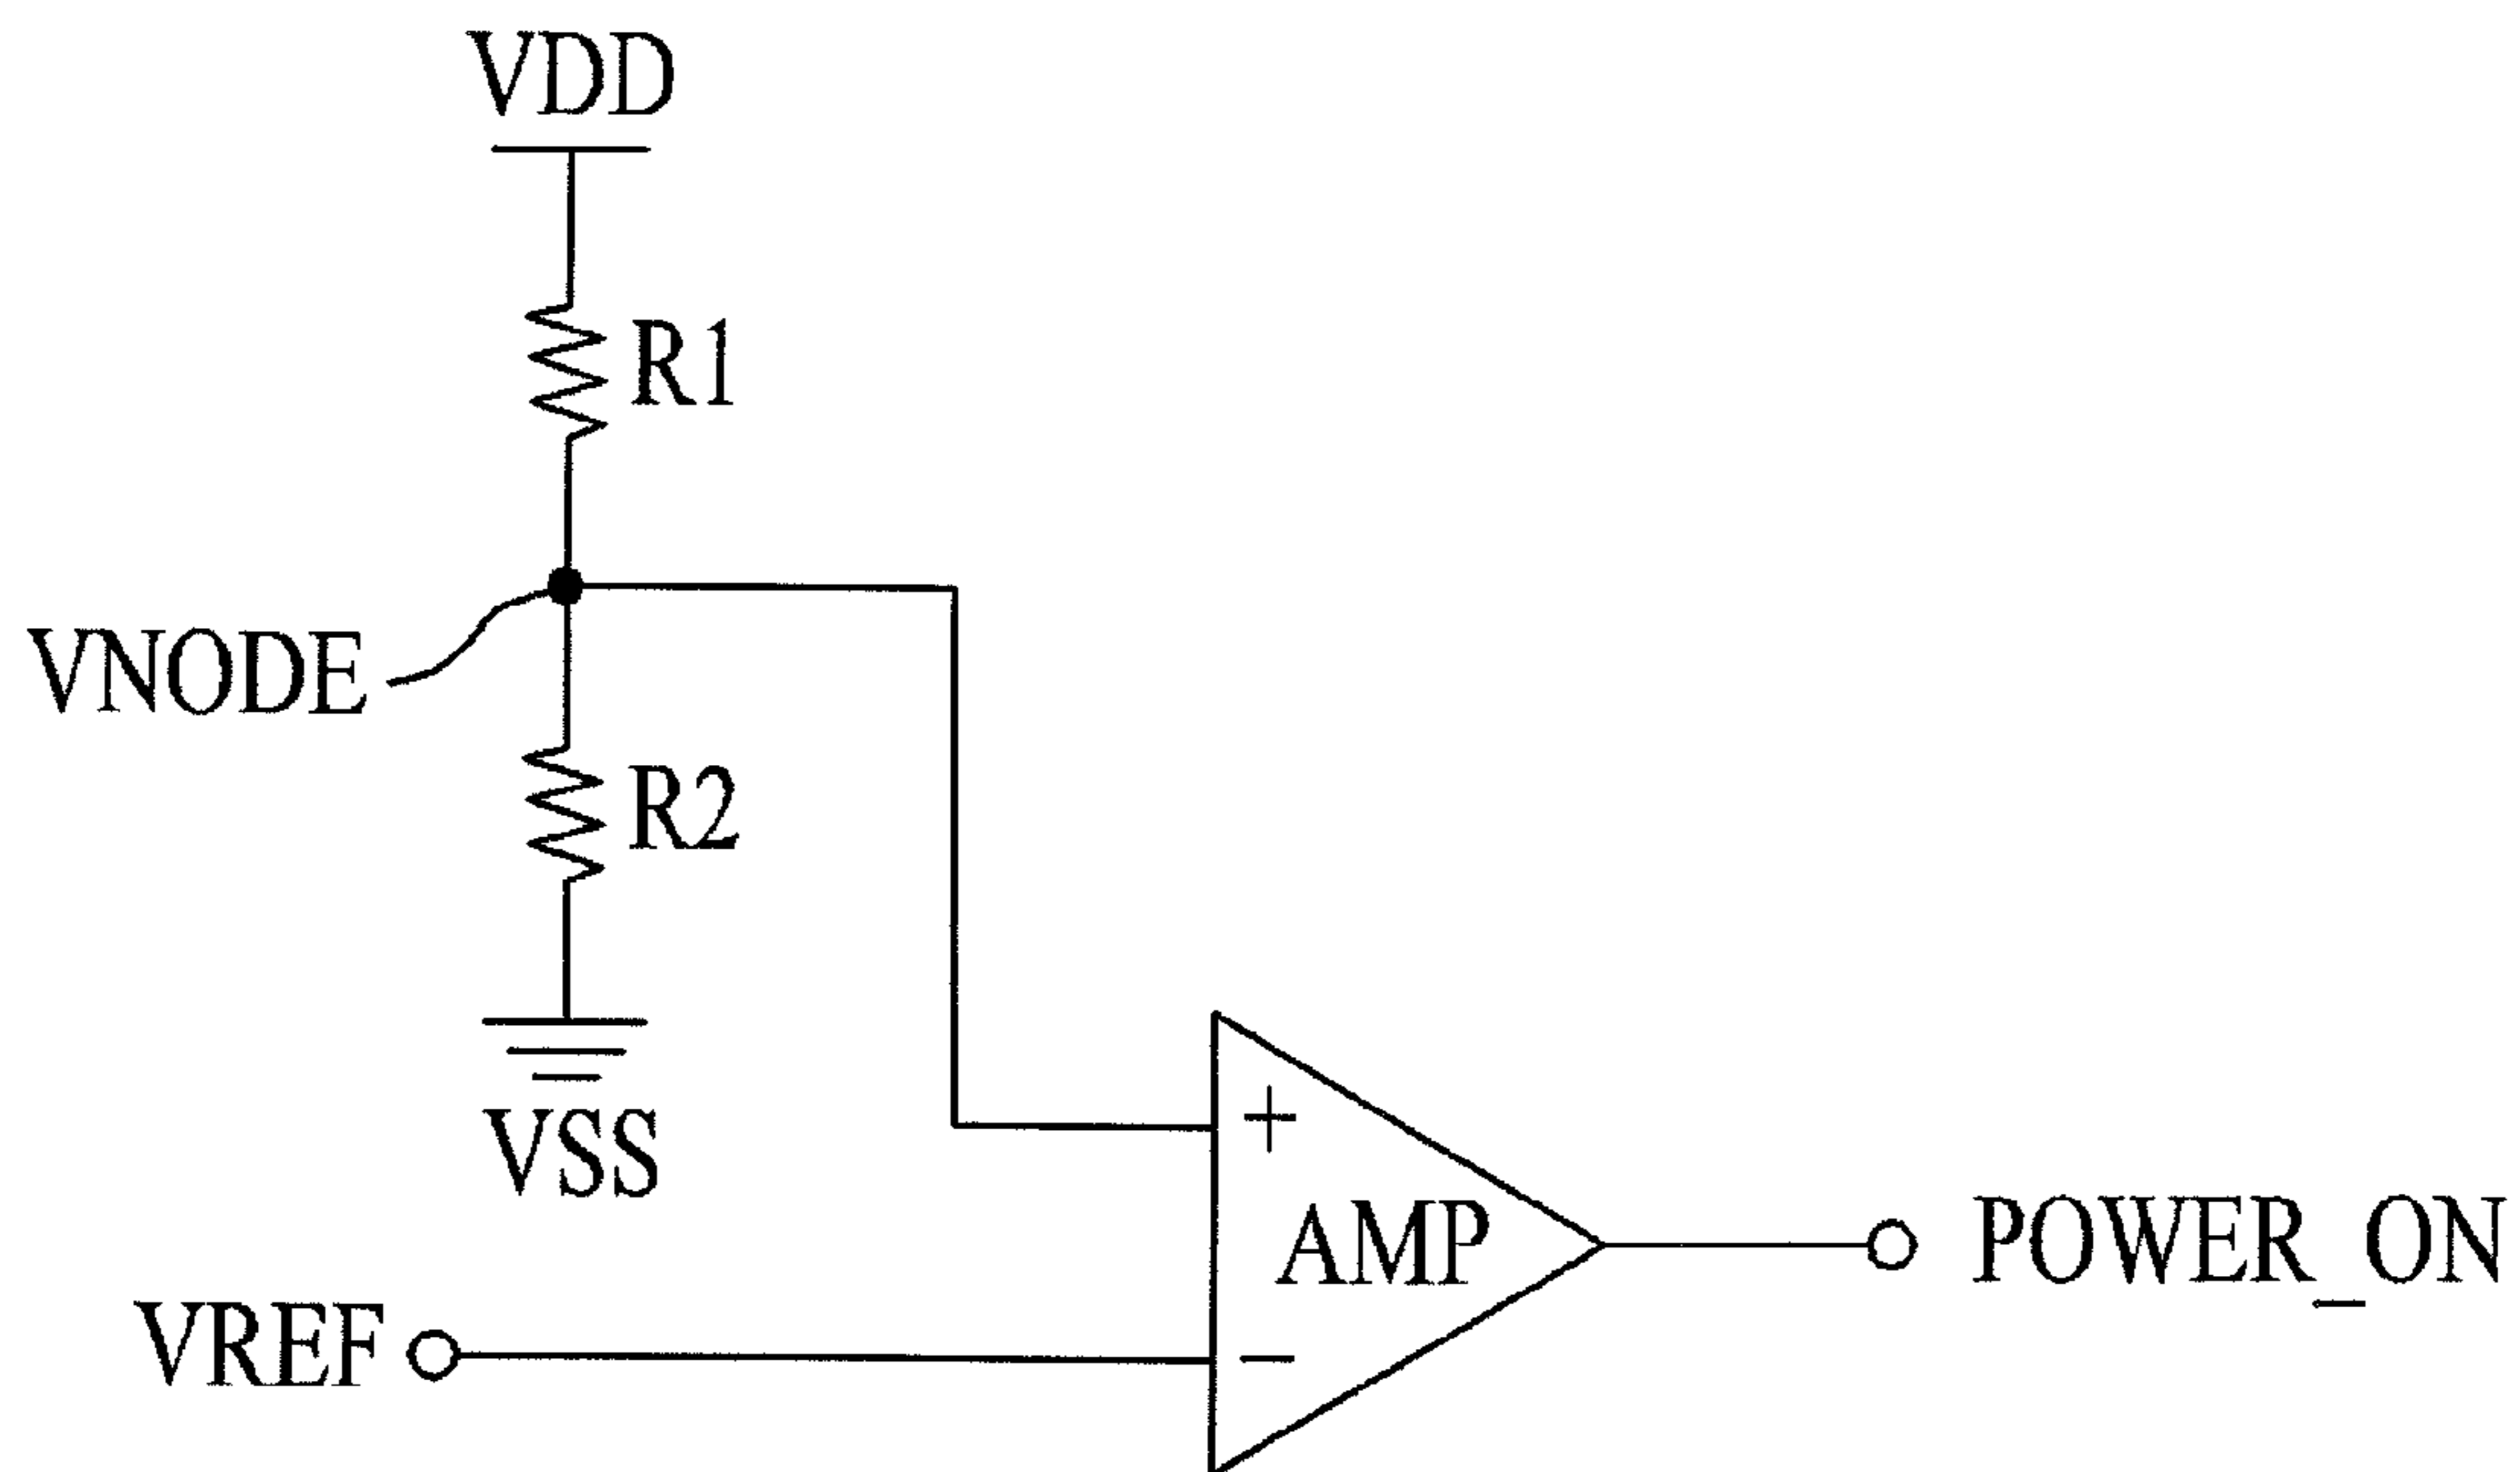 VDD
R1
VNODE
R2
VSS
+
AMP
POWER_ON
VREF
−